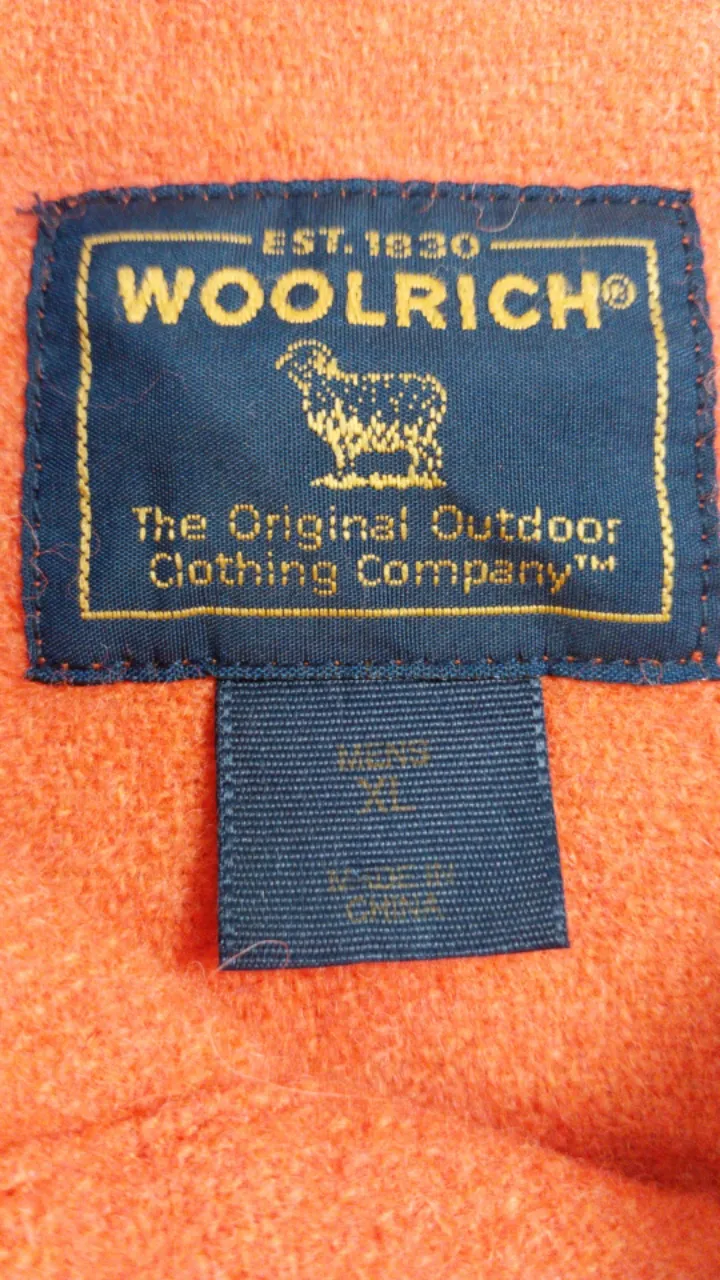 EST. 1830
WOOLRICH®
The Original Outdoor
Clothing Company™
MENS
XL
MADE IN
CHINA